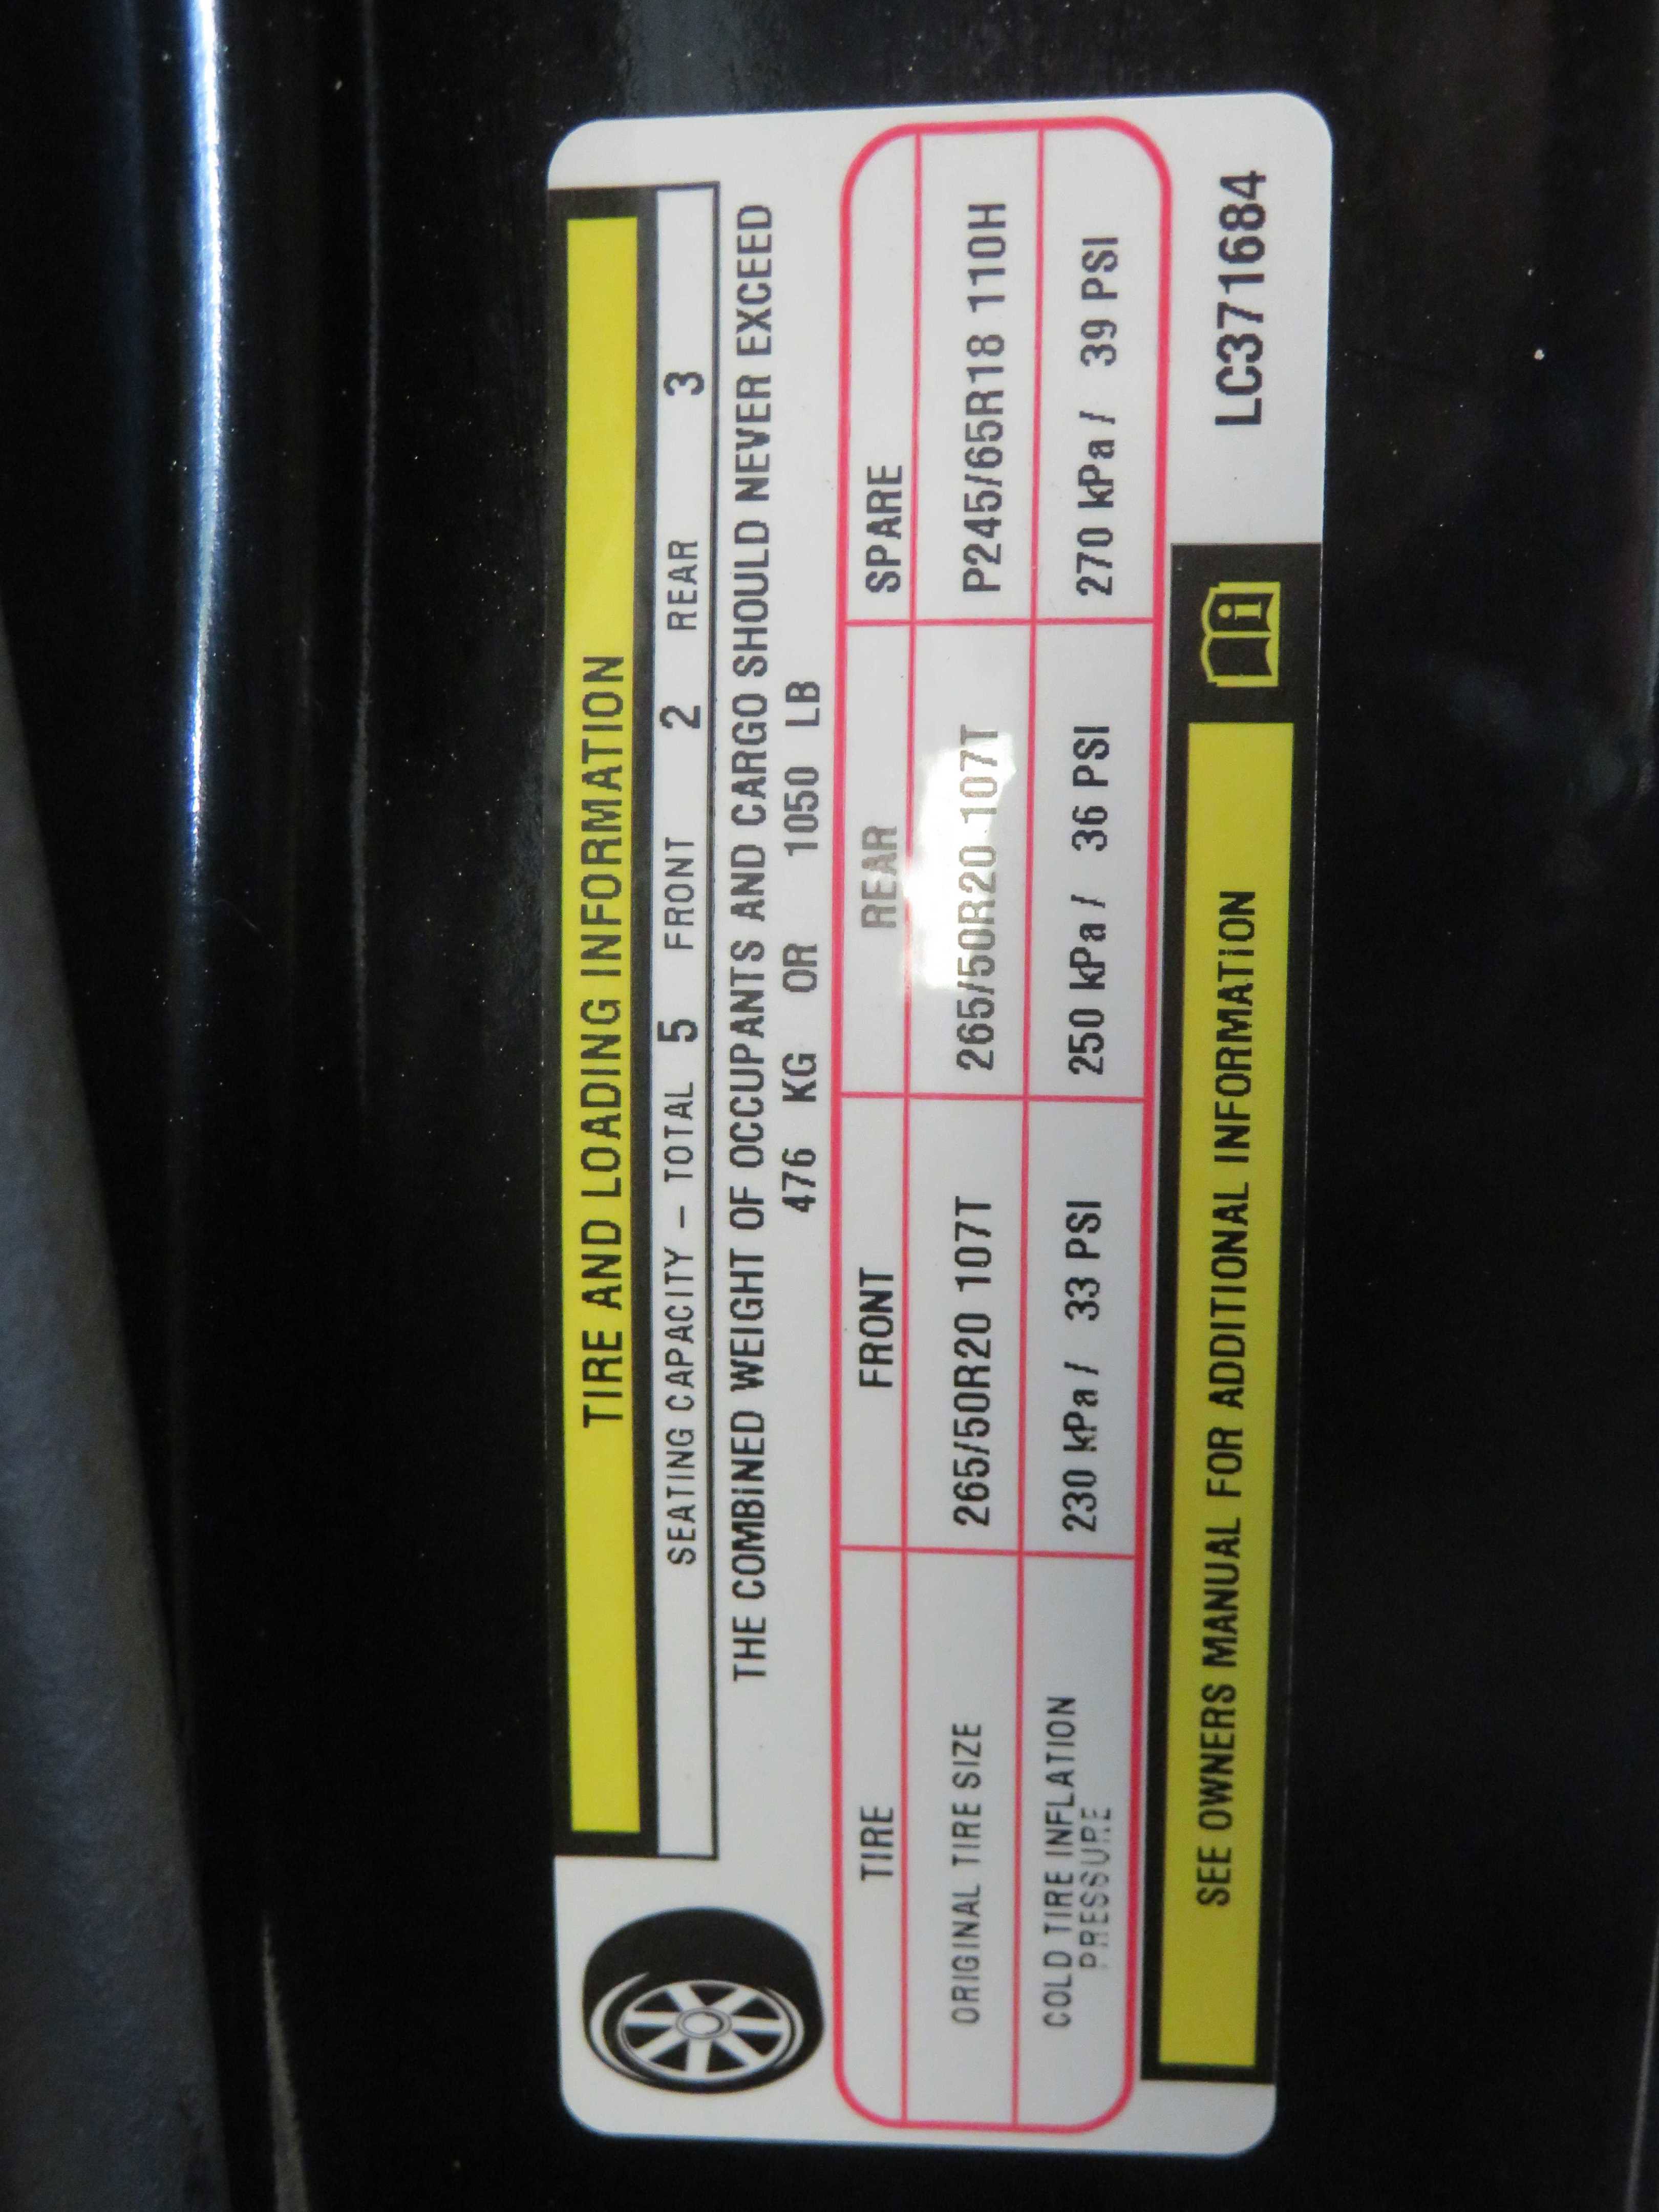 TIRE AND LOADING INFORMATION
SEATING CAPACITY – TOTAL 5 FRONT 2 REAR 3
THE COMBINED WEIGHT OF OCCUPANTS AND CARGO SHOULD NEVER EXCEED
476 KG OR 1050 LB
TIRE FRONT REAR SPARE
ORIGINAL TIRE SIZE 265/50R20 107T 265/50R20 107T P245/65R18 110H
COLD TIRE INFLATION PRESSURE 230 kPa / 33 PSI 250 kPa / 36 PSI 270 kPa / 39 PSI
SEE OWNERS MANUAL FOR ADDITIONAL INFORMATION
LC371684